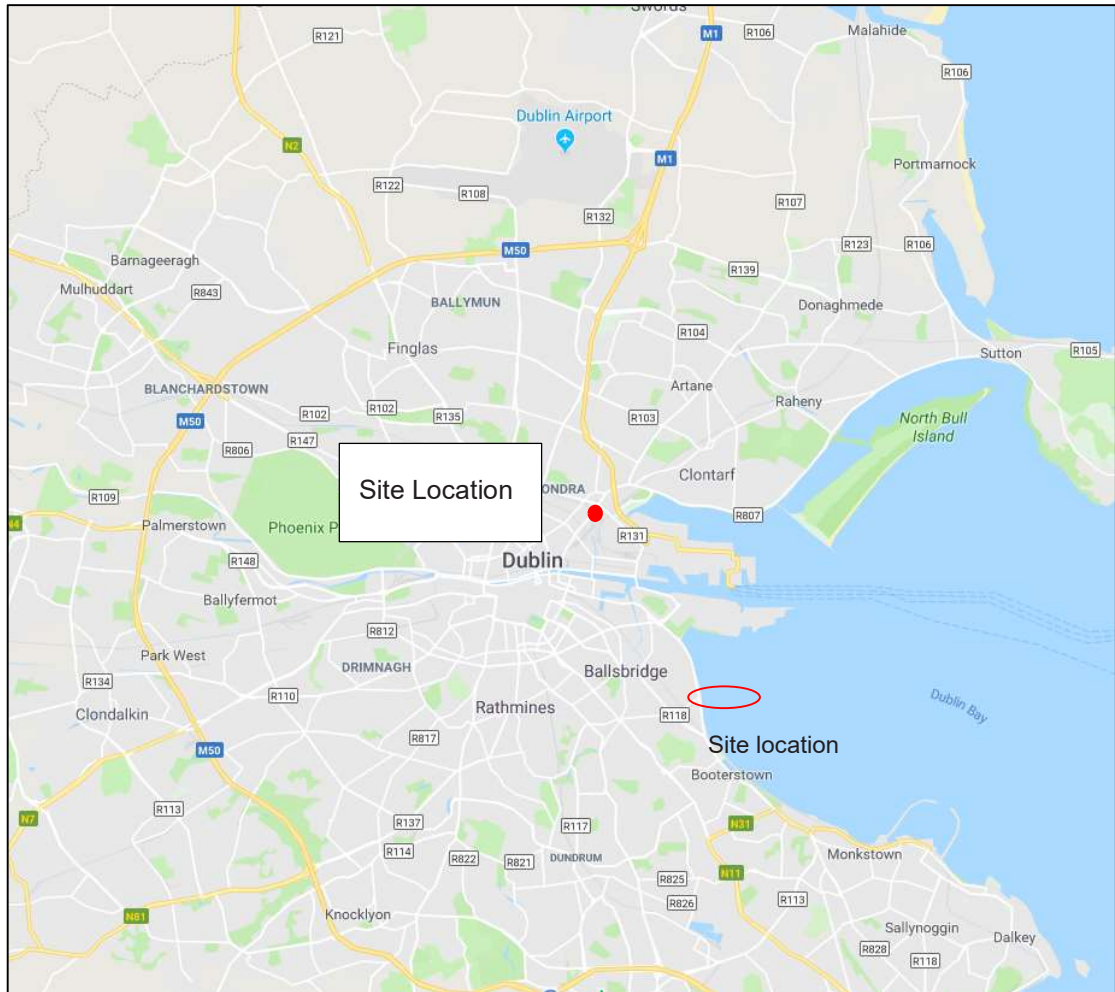 Swords
R121
M1
R106
Malahide
R106
Dublin Airport
N2
M1
Portmarnock
R122
R108
R107
R132
M50
R123
R106
Barnageeragh
R139
Mulhuddart
R843
BALLYMUN
Donaghmede
R104
Finglas
Sutton
R105
BLANCHARDSTOWN
Artane
Raheny
R102
R102
R135
R103
M50
North Bull
Island
R147
R806
Clontarf
Site Location
ONDRA
R109
R807
N4
Palmerstown
Phoenix P
R131
Dublin
R148
Ballyfermot
R812
Park West
DRIMNAGH
Ballsbridge
R134
R110
Dublin Bay
Clondalkin
Rathmines
R118
R817
M50
Site location
Booterstown
R113
N7
R137
R117
N31
R114
R822
R821
DUNDRUM
Monkstown
R825
N11
R826
R113
N81
Knocklyon
Sallynoggin
Dalkey
R828
R118